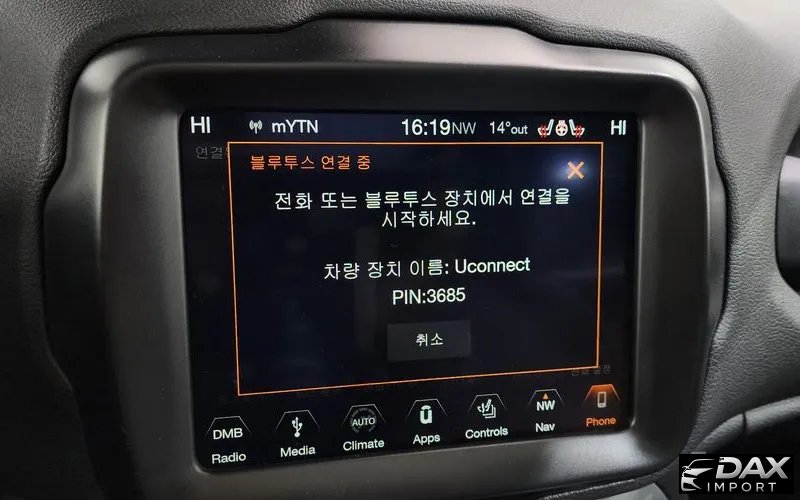 HI mYTN 16:19 NW 14°out HI
블루투스 연결 중
전화 또는 블루투스 장치에서 연결을
시작하세요.
차량 장치 이름: Uconnect
PIN:3685
취소
DMB
Radio
Media
AUTO
Climate
Apps
Controls
NW
Nav
Phone
DAX
IMPORT